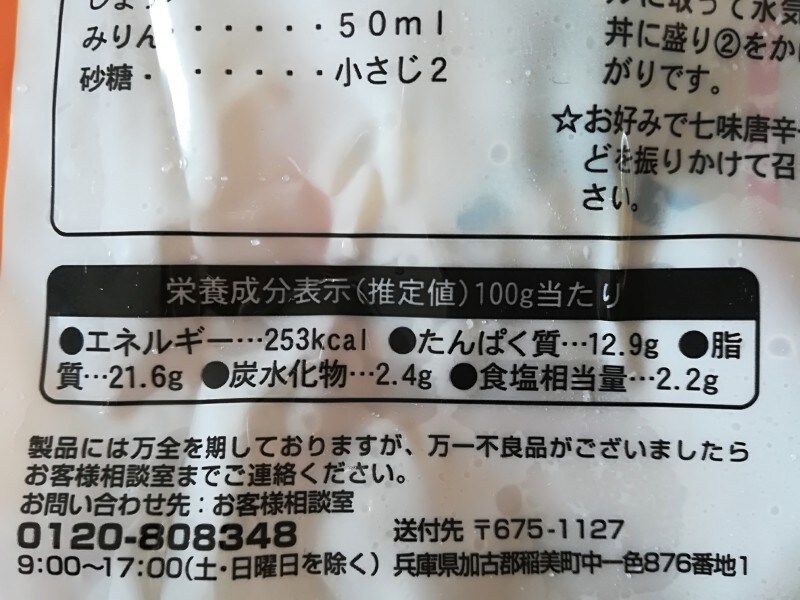 みりん・・・・・・・50ml
砂糖・・・・・・・小さじ2
に取って水気
丼に盛り②をか
がりです。
☆お好みで七味唐辛
どを振りかけて召
さい。
栄養成分表示(推定値)100g当たり
●エネルギー…253kcal ●たんぱく質…12.9g ●脂
質…21.6g ●炭水化物…2.4g ●食塩相当量…2.2g
製品には万全を期しておりますが、万一不良品がございましたら
お客様相談室までご連絡ください。
お問い合わせ先：お客様相談室
0120-808348
送付先 〒675-1127
9:00～17:00(土・日曜日を除く)
兵庫県加古郡稲美町中一色876番地1